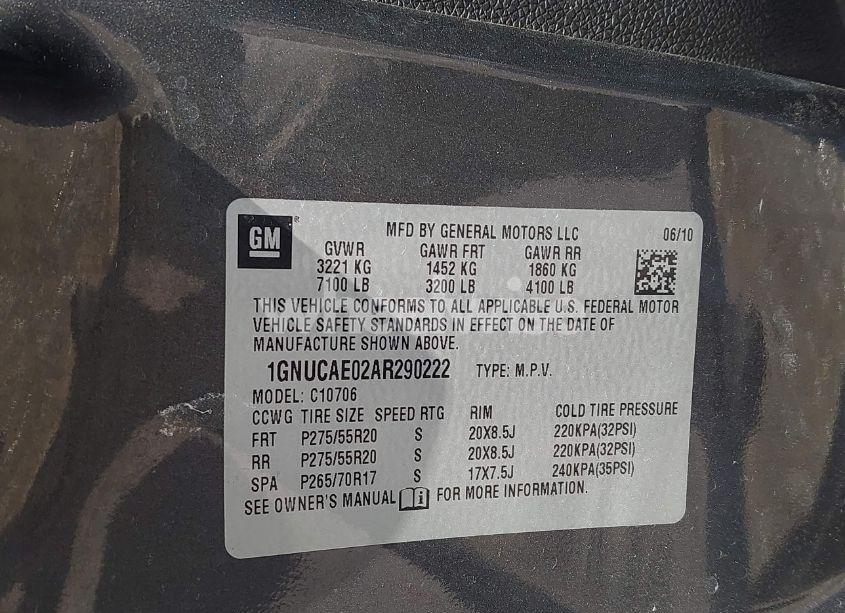 GM ®
MFD BY GENERAL MOTORS LLC 06/10
GVWR GAWR FRT GAWR RR
3221 KG 1452 KG 1860 KG
7100 LB 3200 LB 4100 LB
THIS VEHICLE CONFORMS TO ALL APPLICABLE U.S. FEDERAL MOTOR
VEHICLE SAFETY STANDARDS IN EFFECT ON THE DATE OF
MANUFACTURE SHOWN ABOVE.
1GNUCAE02AR290222 TYPE: M.P.V.
MODEL: C10706
CCWG TIRE SIZE SPEED RTG RIM COLD TIRE PRESSURE
FRT P275/55R20 S 20X8.5J 220KPA(32PSI)
RR P275/55R20 S 20X8.5J 220KPA(32PSI)
SPA P265/70R17 S 17X7.5J 240KPA(35PSI)
SEE OWNER'S MANUAL FOR MORE INFORMATION.